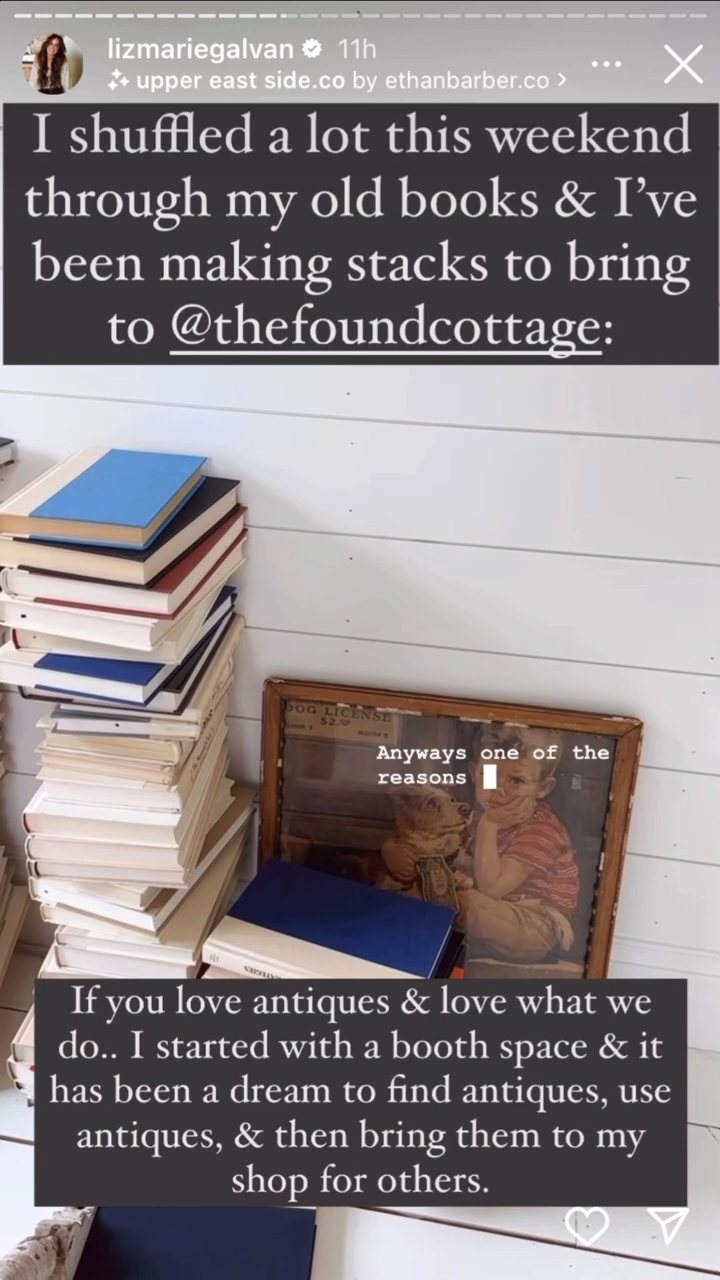 lizmariegalvan 11h
upper east side.co by ethanbarber.co >
I shuffled a lot this weekend
through my old books & I’ve
been making stacks to bring
to @thefoundcottage:
DOG LICENSE
$2.00
Anyways one of the
reasons
If you love antiques & love what we
do.. I started with a booth space & it
has been a dream to find antiques, use
antiques, & then bring them to my
shop for others.